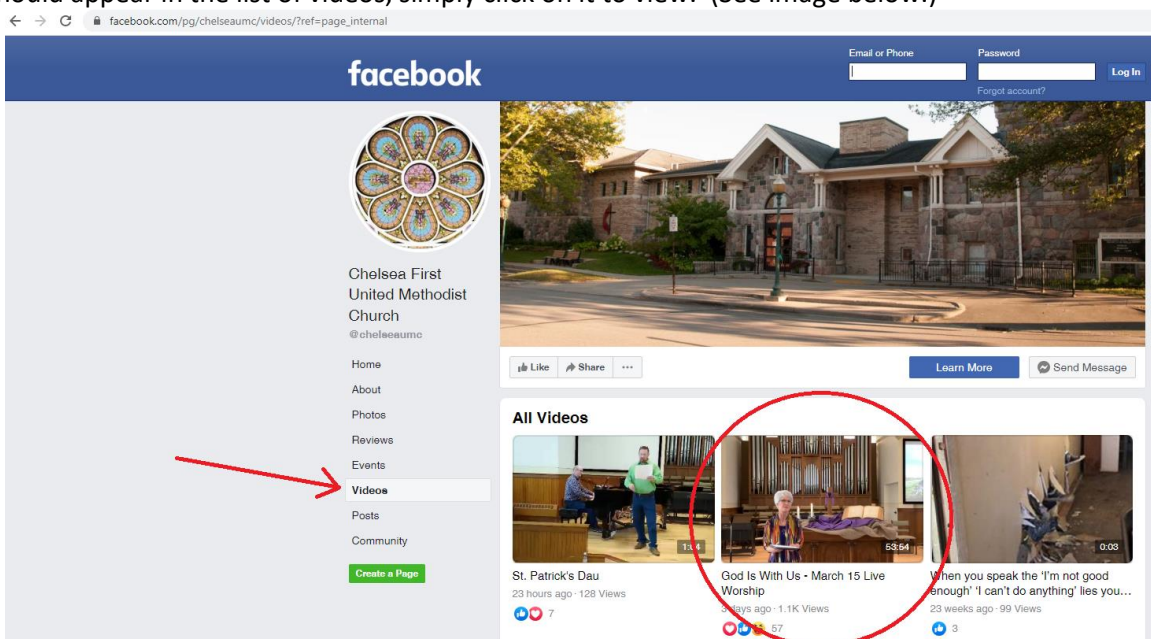 ould appear in the list of videos, simply click on it to view! (See image below.)
facebook.com/pg/chelseaumc/videos/?ref=page_internal
facebook
Email or Phone
Password
Log In
Forgot account?
Chelsea First
United Methodist
Church
@chelseaumc
Home
About
Photos
Reviews
Events
Videos
Posts
Community
Create a Page
Like
Share
Learn More
Send Message
All Videos
1:04
53:54
0:03
St. Patrick's Dau
23 hours ago · 128 Views
7
God Is With Us - March 15 Live
Worship
3 days ago · 1.1K Views
57
When you speak the 'I'm not good
enough' 'I can't do anything' lies you…
23 weeks ago · 99 Views
3